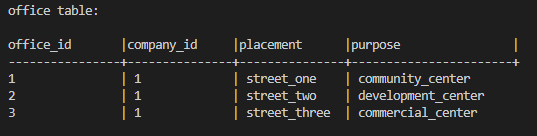 office table:
office_id |company_id |placement |purpose |
---------------+--------------+--------------+----------------------+
1 | 1 | street_one | community_center
2 | 1 | street_two | development_center
3 | 1 | street_three | commercial_center